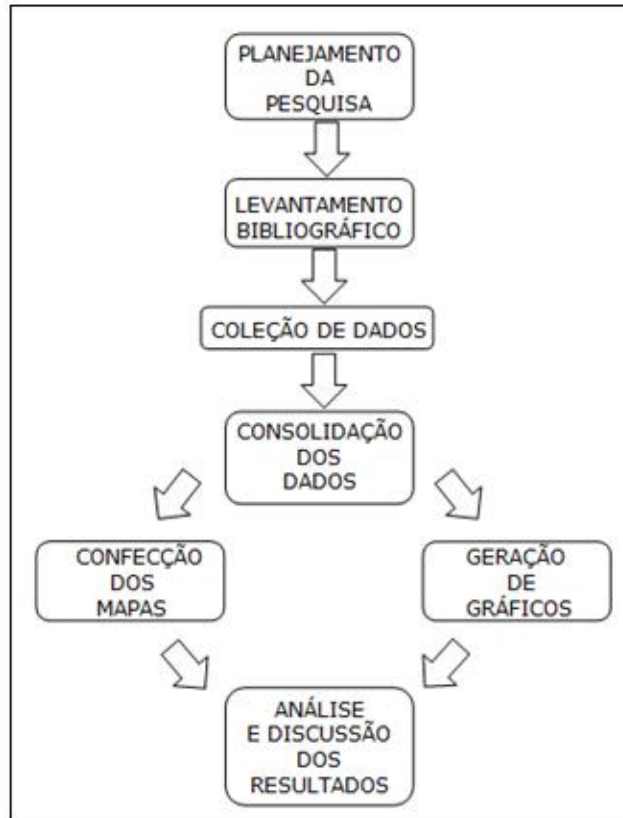 PLANEJAMENTO
DA
PESQUISA
LEVANTAMENTO
BIBLIOGRÁFICO
COLEÇÃO DE DADOS
CONSOLIDAÇÃO
DOS
DADOS
CONFECÇÃO
DOS
MAPAS
GERAÇÃO
DE
GRÁFICOS
ANÁLISE
E DISCUSSÃO
DOS
RESULTADOS